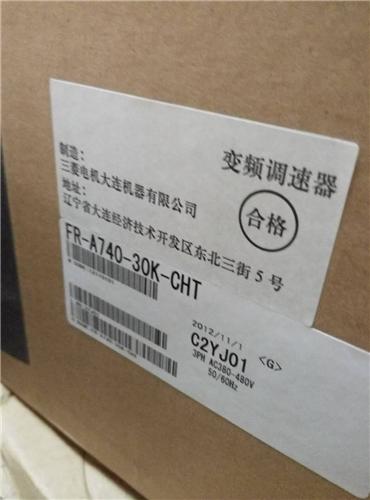 变频调速器
合格
制造:
三菱电机大连机器有限公司
地址:
辽宁省大连经济技术开发区东北三街5号
FR-A740-30K-CHT
2012/11/1
C2YJ01 <G>
3PH AC380-480V
50/60Hz